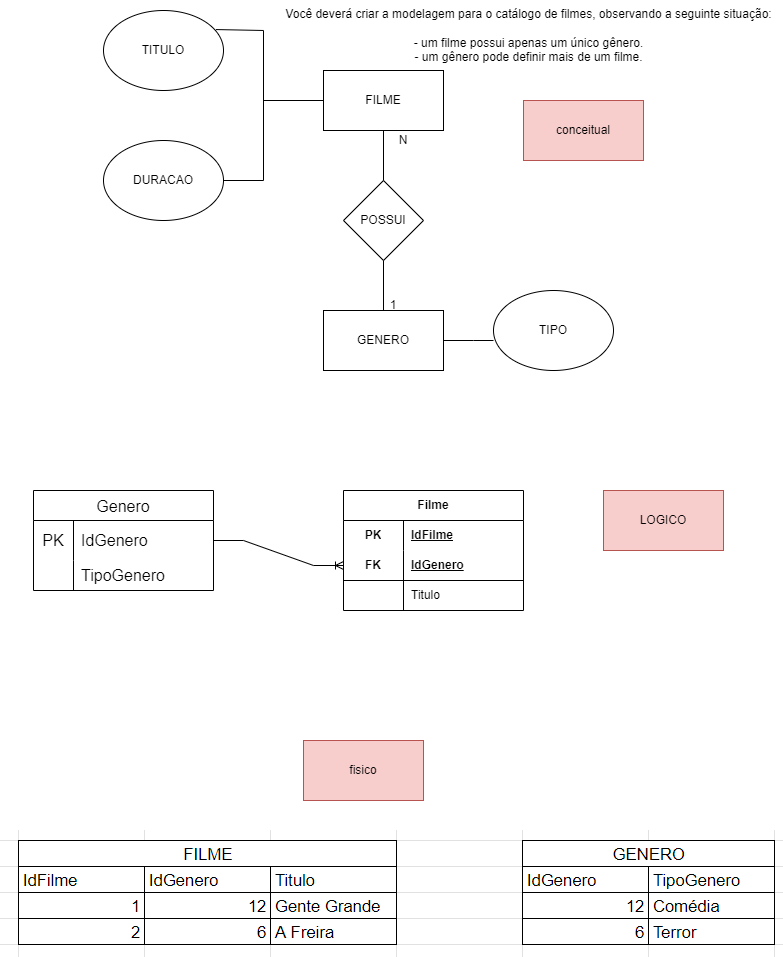 Você deverá criar a modelagem para o catálogo de filmes, observando a seguinte situação:
- um filme possui apenas um único gênero.
- um gênero pode definir mais de um filme.
TITULO
FILME
conceitual
N
DURACAO
POSSUI
1
GENERO
TIPO
Genero
PK IdGenero
TipoGenero
Filme
PK IdFilme
FK IdGenero
Titulo
LOGICO
fisico
FILME
IdFilme IdGenero Titulo
1 12 Gente Grande
2 6 A Freira
GENERO
IdGenero TipoGenero
12 Comédia
6 Terror